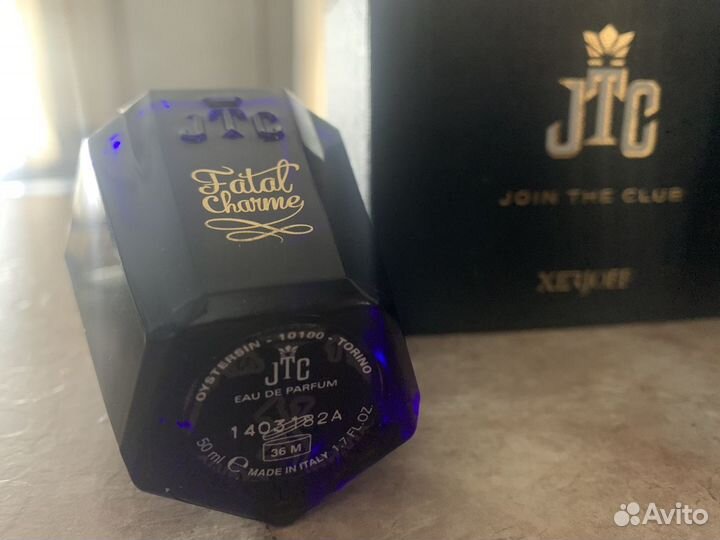 JTC
Fatal
Charme
OYSTERSIN - 10100 - TORINO
JTC
EAU DE PARFUM
1403182A
36 M
50 ml e MADE IN ITALY 1.7 FL.OZ.
JTC
JOIN THE CLUB
XERJOFF
Avito